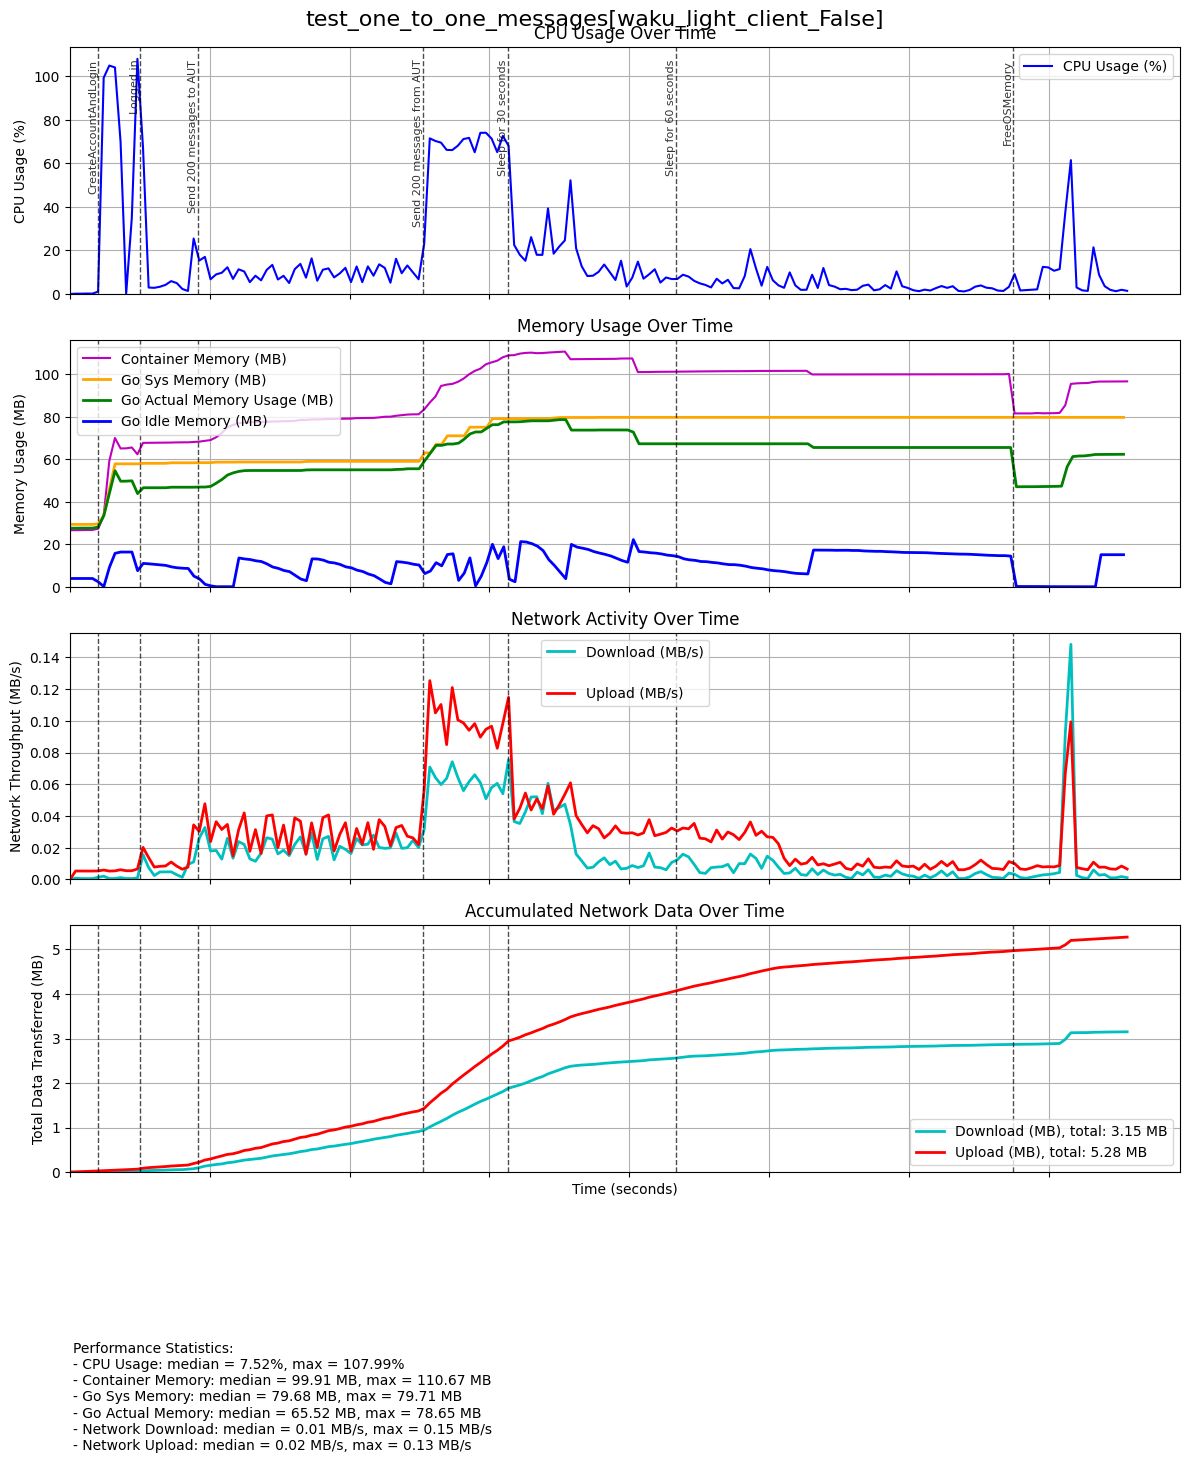 test_one_to_one_messages[waku_light_client_False]
CPU Usage Over Time
CPU Usage (%)
100
80
60
40
20
0
CreateAccountAndLogin
Logged in
Send 200 messages to AUT
Send 200 messages from AUT
Sleep for 30 seconds
Sleep for 60 seconds
FreeOSMemory
CPU Usage (%)
Memory Usage Over Time
Memory Usage (MB)
100
80
60
40
20
0
Container Memory (MB)
Go Sys Memory (MB)
Go Actual Memory Usage (MB)
Go Idle Memory (MB)
Network Activity Over Time
Network Throughput (MB/s)
0.14
0.12
0.10
0.08
0.06
0.04
0.02
0.00
Download (MB/s)
Upload (MB/s)
Accumulated Network Data Over Time
Total Data Transferred (MB)
5
4
3
2
1
0
Download (MB), total: 3.15 MB
Upload (MB), total: 5.28 MB
Time (seconds)
Performance Statistics:
- CPU Usage: median = 7.52%, max = 107.99%
- Container Memory: median = 99.91 MB, max = 110.67 MB
- Go Sys Memory: median = 79.68 MB, max = 79.71 MB
- Go Actual Memory: median = 65.52 MB, max = 78.65 MB
- Network Download: median = 0.01 MB/s, max = 0.15 MB/s
- Network Upload: median = 0.02 MB/s, max = 0.13 MB/s